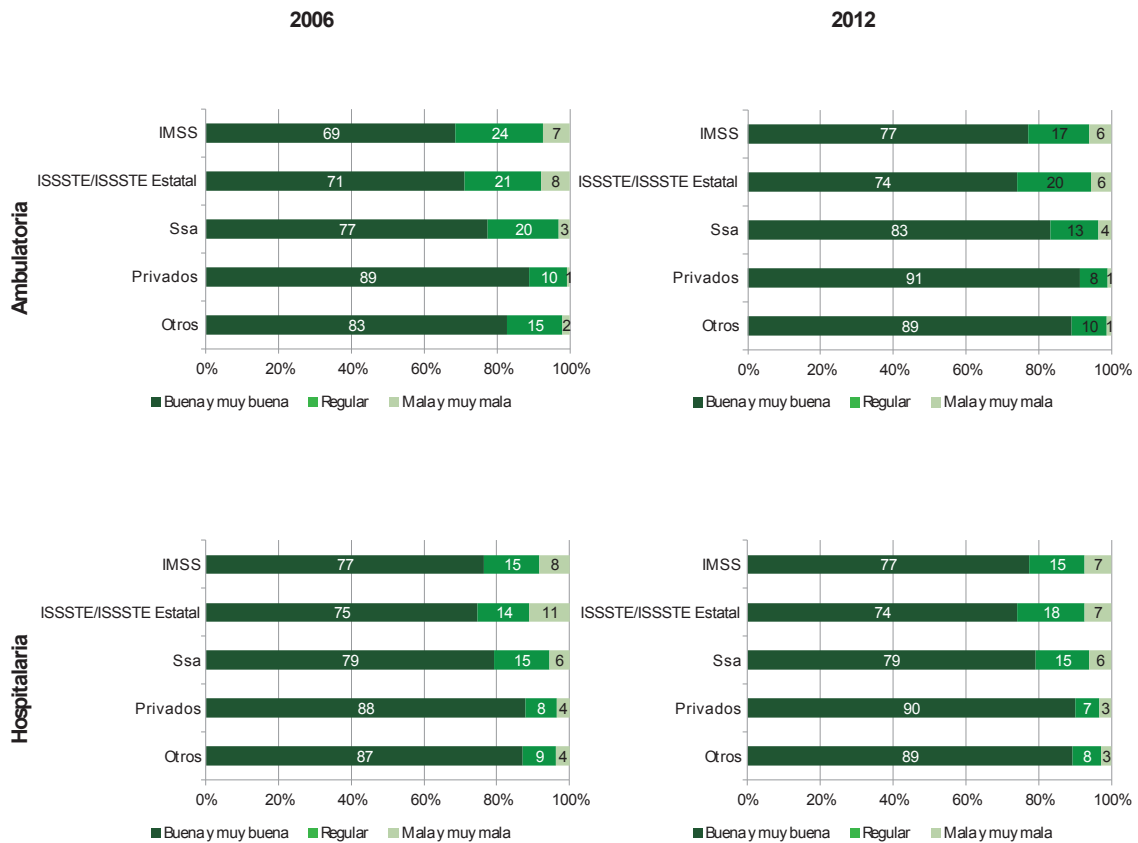 2006
2012
Ambulatoria
IMSS 69 24 7
ISSSTE/ISSSTE Estatal 71 21 8
Ssa 77 20 3
Privados 89 10 1
Otros 83 15 2
0% 20% 40% 60% 80% 100%
Buena y muy buena Regular Mala y muy mala
IMSS 77 17 6
ISSSTE/ISSSTE Estatal 74 20 6
Ssa 83 13 4
Privados 91 8 1
Otros 89 10 1
0% 20% 40% 60% 80% 100%
Buena y muy buena Regular Mala y muy mala
Hospitalaria
IMSS 77 15 8
ISSSTE/ISSSTE Estatal 75 14 11
Ssa 79 15 6
Privados 88 8 4
Otros 87 9 4
0% 20% 40% 60% 80% 100%
Buena y muy buena Regular Mala y muy mala
IMSS 77 15 7
ISSSTE/ISSSTE Estatal 74 18 7
Ssa 79 15 6
Privados 90 7 3
Otros 89 8 3
0% 20% 40% 60% 80% 100%
Buena y muy buena Regular Mala y muy mala